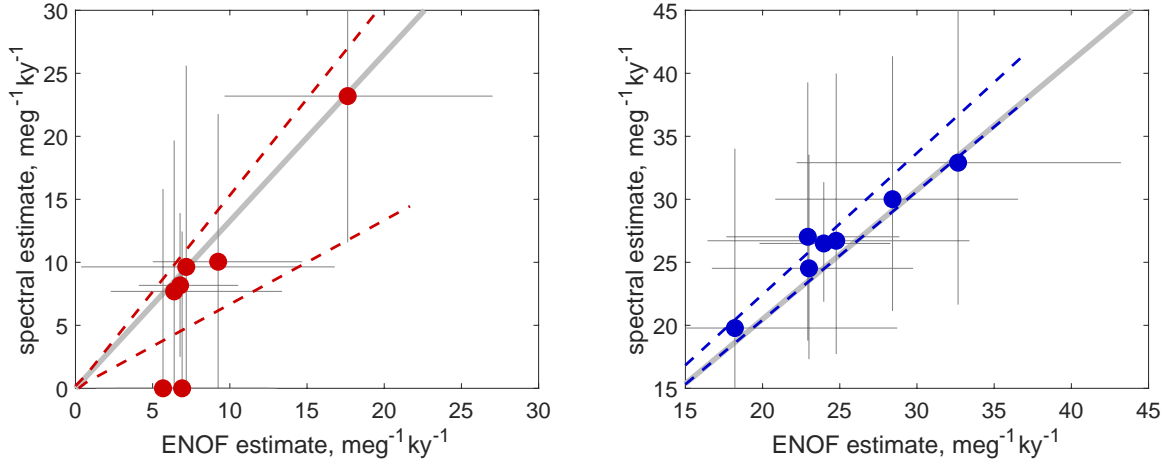 30
25
20
15
10
5
0
0 5 10 15 20 25 30
spectral estimate, meg⁻¹ky⁻¹
ENOF estimate, meg⁻¹ky⁻¹
45
40
35
30
25
20
15
15 20 25 30 35 40 45
spectral estimate, meg⁻¹ky⁻¹
ENOF estimate, meg⁻¹ky⁻¹